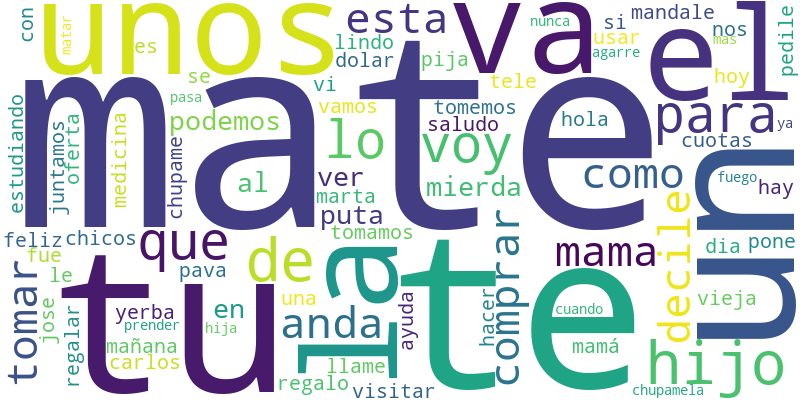 con
unos
matar
es
lindo
dolar
esta
va
si
usar
agarre
nunca
mandale
nos
mas
pedile
el
se
pasa
vi
pija
tele
hoy
mate
estudiando
juntamos
oferta
medicina
podemos
chupame
al
vamos
lo
tomemos
saludo
voy
hola
para
cuotas
ya
ver
marta
puta
mierda
como
fuego
hay
un
tomamos
feliz
chicos
que
de
la
mama
decile
dia
pone
fue
le
pava
tu
te
tomar
jose
regalar
yerba
prender
hija
en
una
anda
ayuda
comprar
hacer
cuando
vieja
mañana
carlos
regalo
llame
visitar
mamá
hijo
chupamela